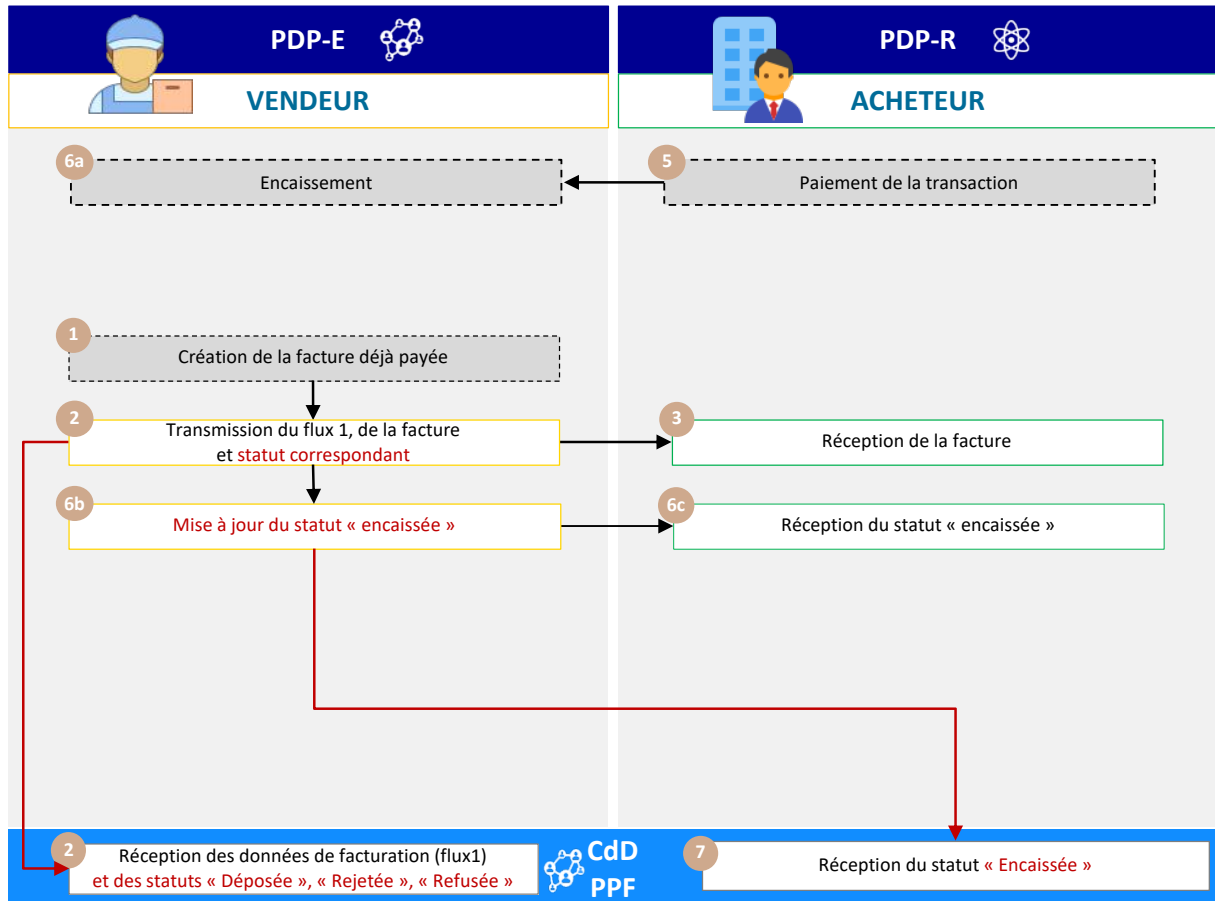 PDP-E
PDP-R
VENDEUR
ACHETEUR
6a
Encaissement
5
Paiement de la transaction
1
Création de la facture déjà payée
2
Transmission du flux 1, de la facture
et statut correspondant
3
Réception de la facture
6b
Mise à jour du statut « encaissée »
6c
Réception du statut « encaissée »
2
Réception des données de facturation (flux1)
et des statuts « Déposée », « Rejetée », « Refusée »
CdD
PPF
7
Réception du statut « Encaissée »